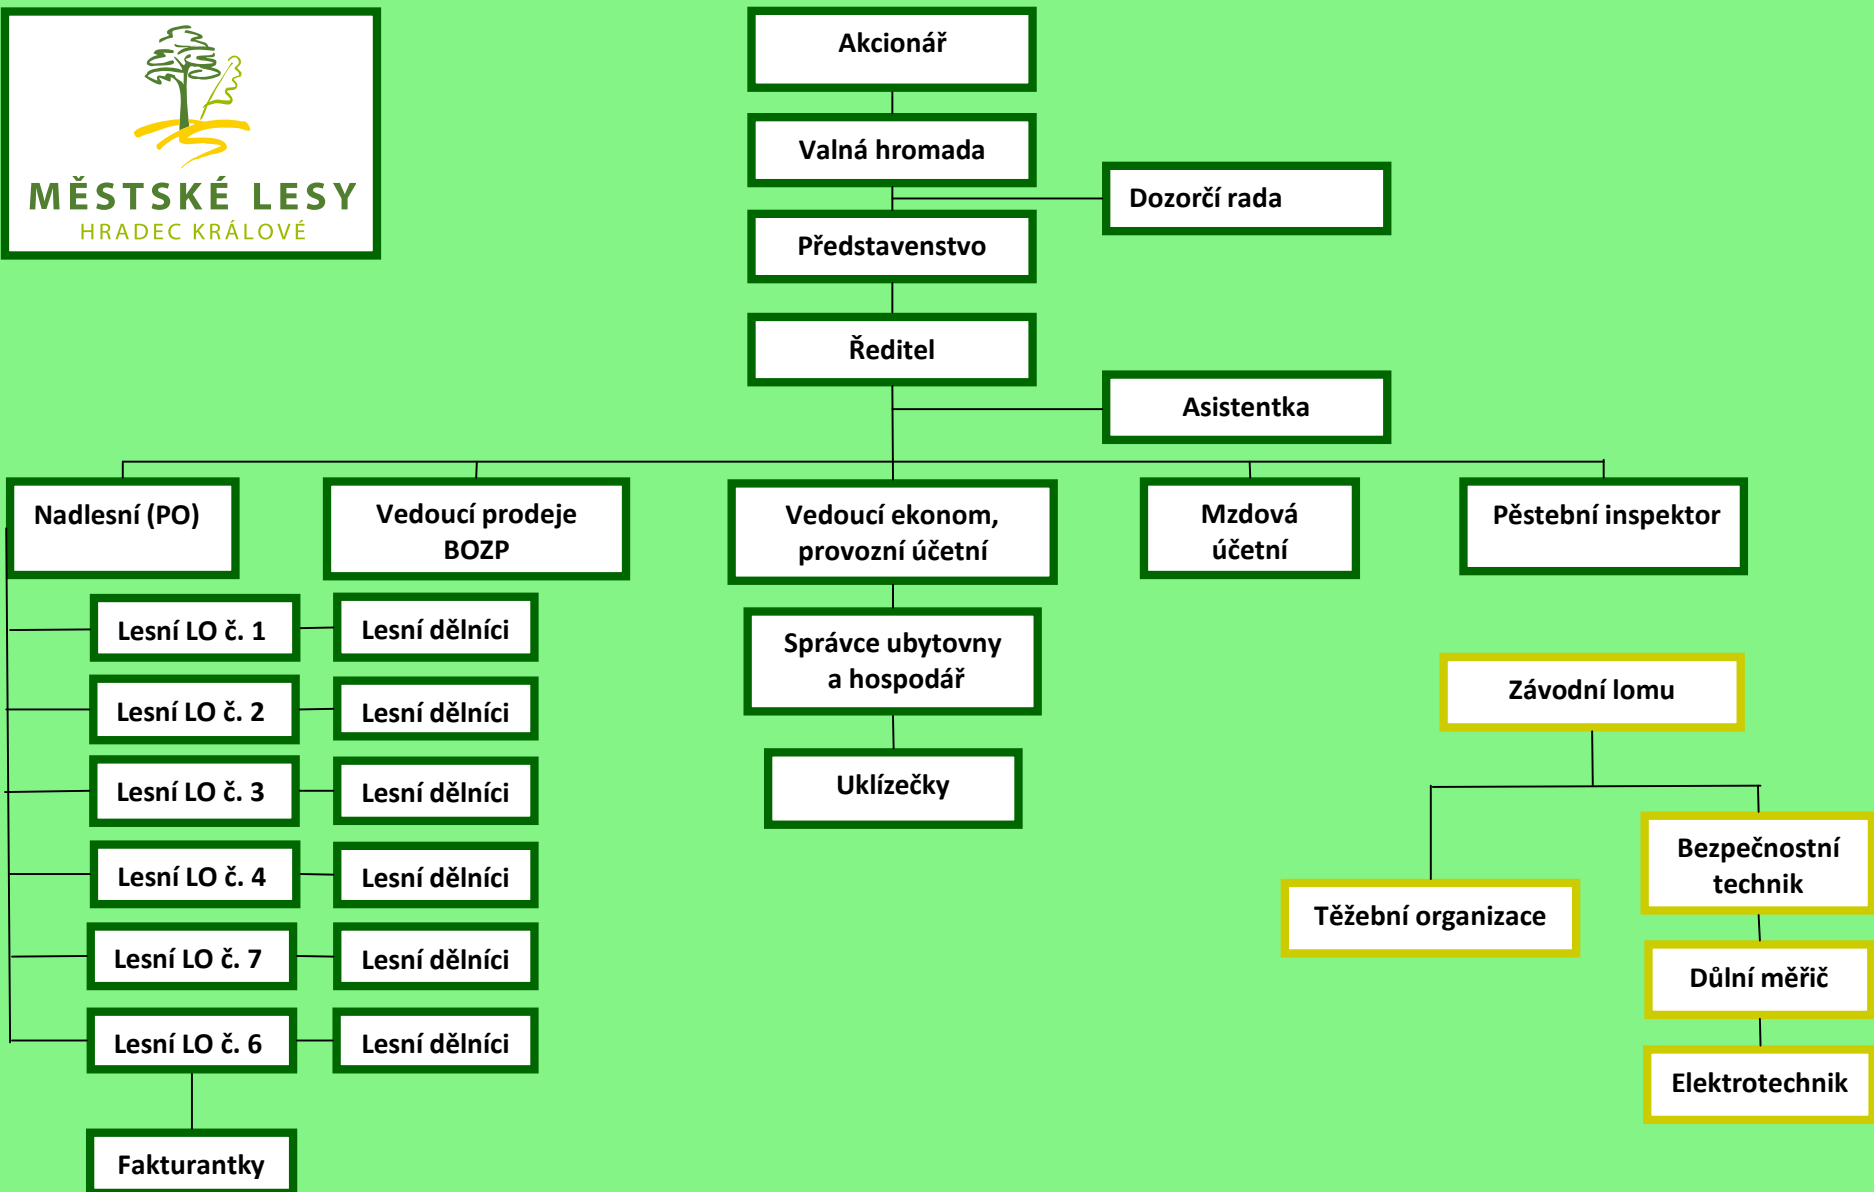 MĚSTSKÉ LESY
HRADEC KRÁLOVÉ
Akcionář
Valná hromada
Dozorčí rada
Představenstvo
Ředitel
Asistentka
Nadlesní (PO)
Vedoucí prodeje
BOZP
Vedoucí ekonom,
provozní účetní
Mzdová
účetní
Pěstební inspektor
Lesní LO č. 1
Lesní dělníci
Lesní LO č. 2
Lesní dělníci
Lesní LO č. 3
Lesní dělníci
Lesní LO č. 4
Lesní dělníci
Lesní LO č. 7
Lesní dělníci
Lesní LO č. 6
Lesní dělníci
Fakturantky
Správce ubytovny
a hospodář
Uklízečky
Závodní lomu
Těžební organizace
Bezpečnostní
technik
Důlní měřič
Elektrotechnik